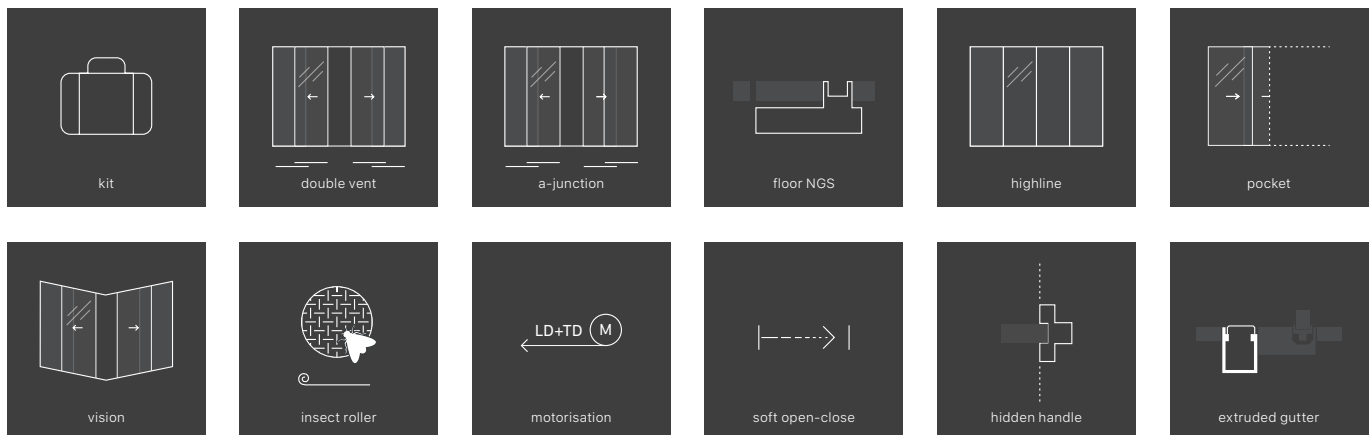 kit
double vent
a-junction
floor NGS
highline
pocket
vision
insect roller
LD+TD M
motorisation
soft open-close
hidden handle
extruded gutter